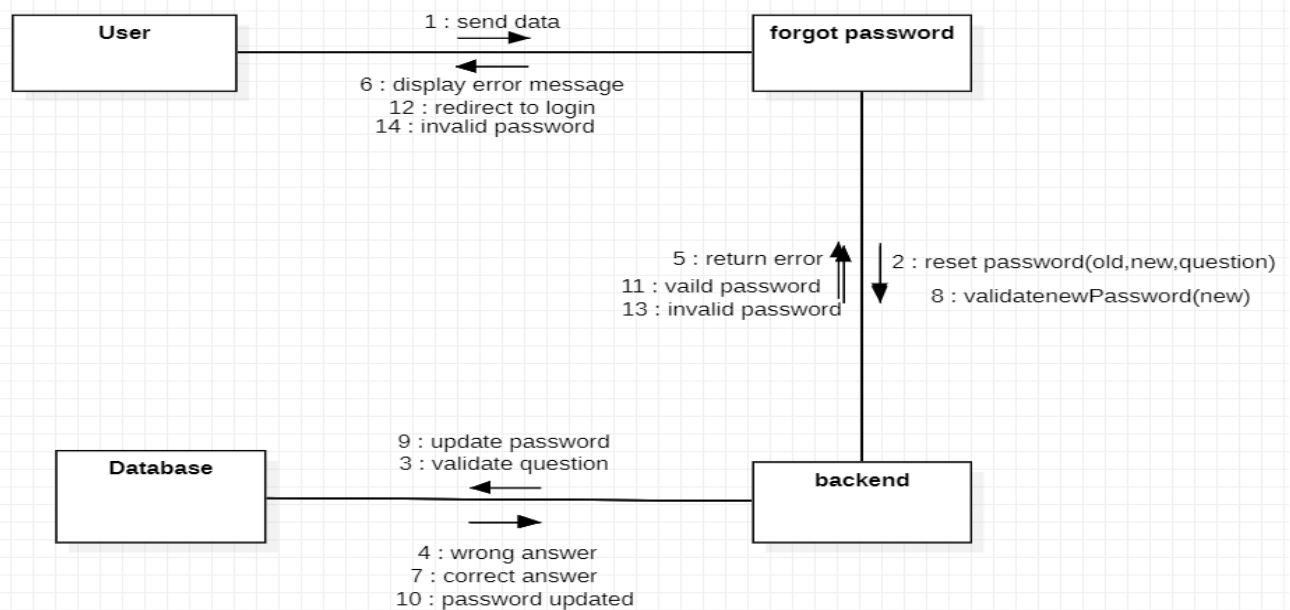 User
1 : send data
forgot password
6 : display error message
12 : redirect to login
14 : invalid password
5 : return error
2 : reset password(old,new,question)
11 : vaild password
8 : validatenewPassword(new)
13 : invalid password
Database
9 : update password
3 : validate question
backend
4 : wrong answer
7 : correct answer
10 : password updated